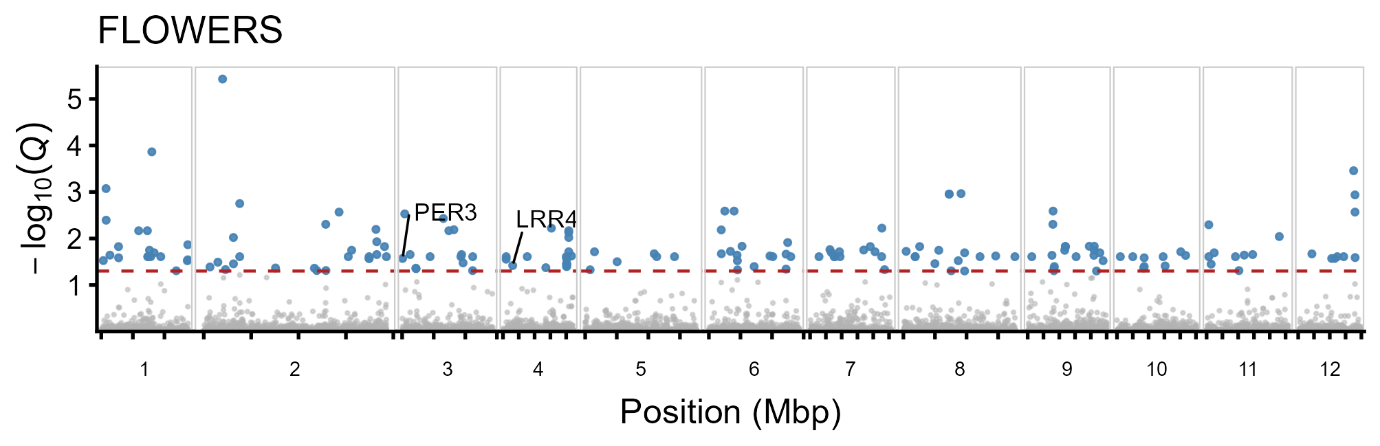 FLOWERS
− log10(Q)
5
4
3
2
1
PER3
LRR4
1 2 3 4 5 6 7 8 9 10 11 12
Position (Mbp)